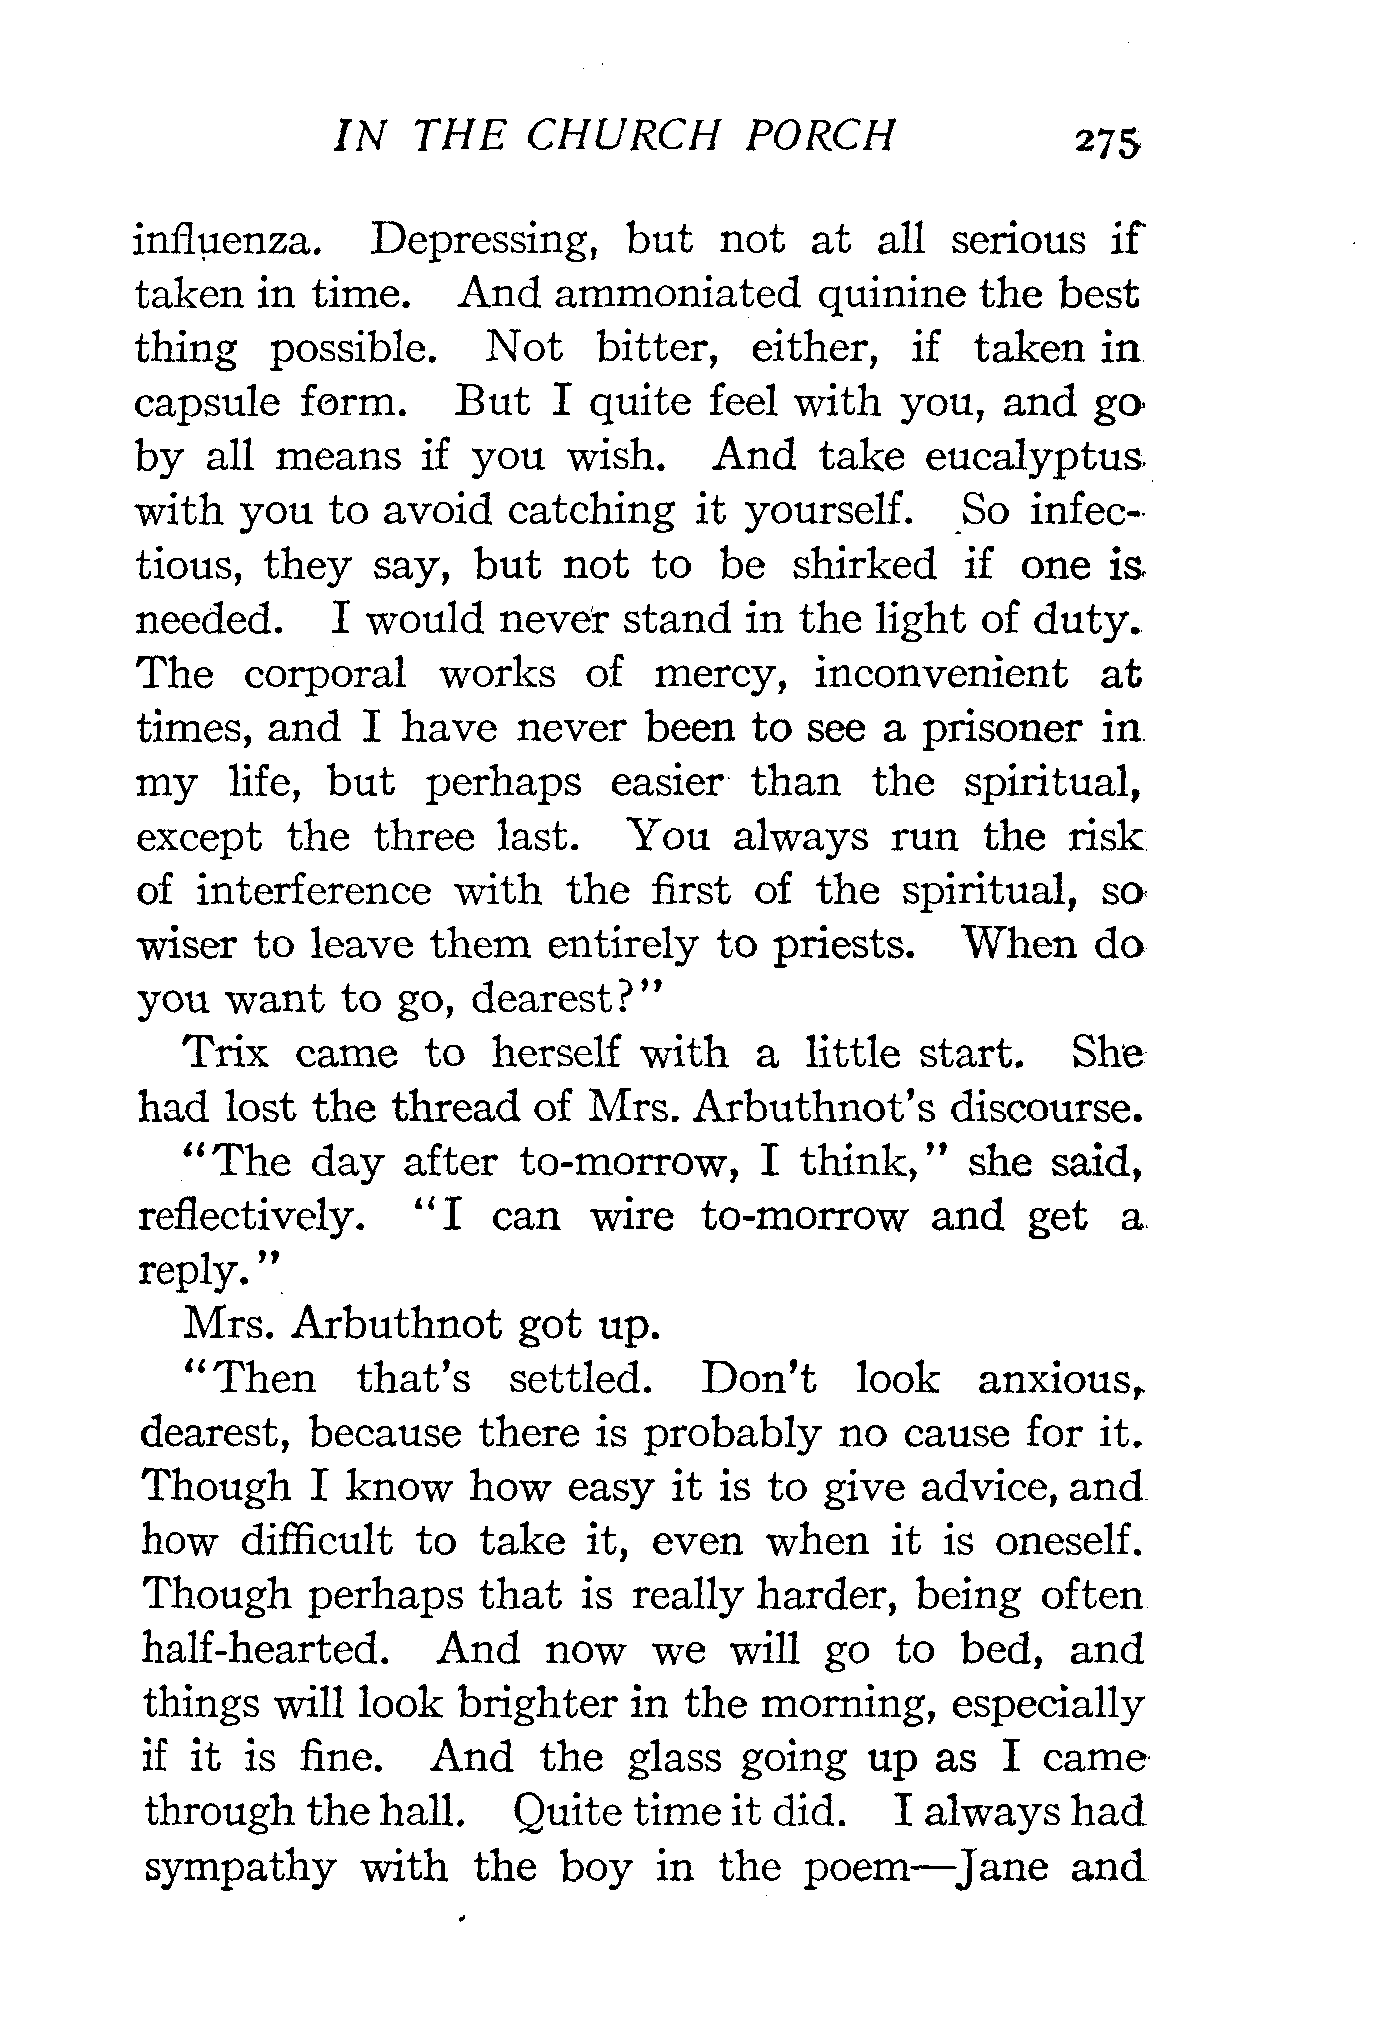 IN THE CHURCH PORCH 275
influenza. Depressing, but not at all serious if
taken in time. And ammoniated quinine the best
thing possible. Not bitter, either, if taken in
capsule form. But I quite feel with you, and go
by all means if you wish. And take eucalyptus
with you to avoid catching it yourself. So infec-
tious, they say, but not to be shirked if one is
needed. I would never stand in the light of duty.
The corporal works of mercy, inconvenient at
times, and I have never been to see a prisoner in
my life, but perhaps easier than the spiritual,
except the three last. You always run the risk
of interference with the first of the spiritual, so
wiser to leave them entirely to priests. When do
you want to go, dearest?"
Trix came to herself with a little start. She
had lost the thread of Mrs. Arbuthnot's discourse.
"The day after to-morrow, I think," she said,
reflectively. "I can wire to-morrow and get a
reply."
Mrs. Arbuthnot got up.
"Then that's settled. Don't look anxious,
dearest, because there is probably no cause for it.
Though I know how easy it is to give advice, and
how difficult to take it, even when it is oneself.
Though perhaps that is really harder, being often
half-hearted. And now we will go to bed, and
things will look brighter in the morning, especially
if it is fine. And the glass going up as I came
through the hall. Quite time it did. I always had
sympathy with the boy in the poem—Jane and